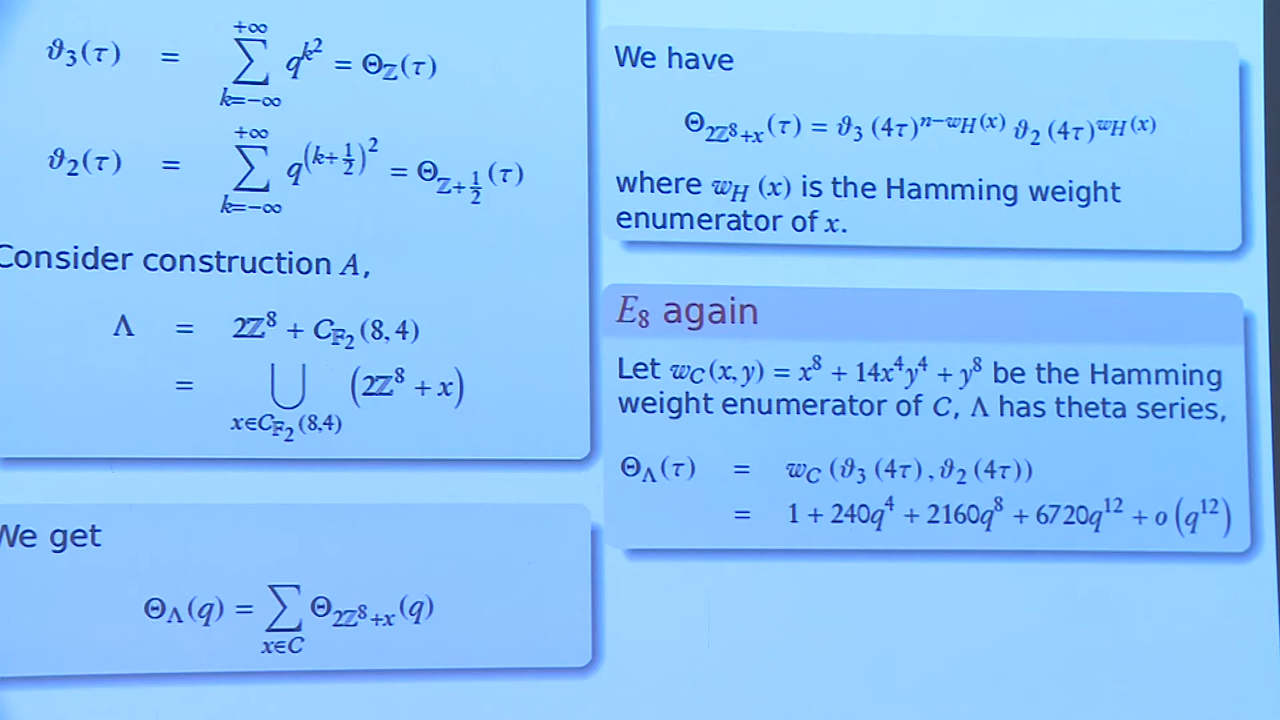 ϑ₃(τ) = ∑_{k=−∞}^{+∞} q^{k²} = Θ_ℤ(τ)
ϑ₂(τ) = ∑_{k=−∞}^{+∞} q^{(k+½)²} = Θ_{ℤ+½}(τ)
Consider construction A,
Λ = 2ℤ⁸ + C_{𝔽₂}(8,4)
= ⋃_{x∈C_{𝔽₂}(8,4)} (2ℤ⁸ + x)
We get
Θ_Λ(q) = ∑_{x∈C} Θ_{2ℤ⁸+x}(q)
We have
Θ_{2ℤ⁸+x}(τ) = ϑ₃(4τ)^{n−w_H(x)} ϑ₂(4τ)^{w_H(x)}
where w_H(x) is the Hamming weight
enumerator of x.
E₈ again
Let w_C(x,y) = x⁸ + 14x⁴y⁴ + y⁸ be the Hamming
weight enumerator of C, Λ has theta series,
Θ_Λ(τ) = w_C(ϑ₃(4τ), ϑ₂(4τ))
= 1 + 240q⁴ + 2160q⁸ + 6720q¹² + o(q¹²)